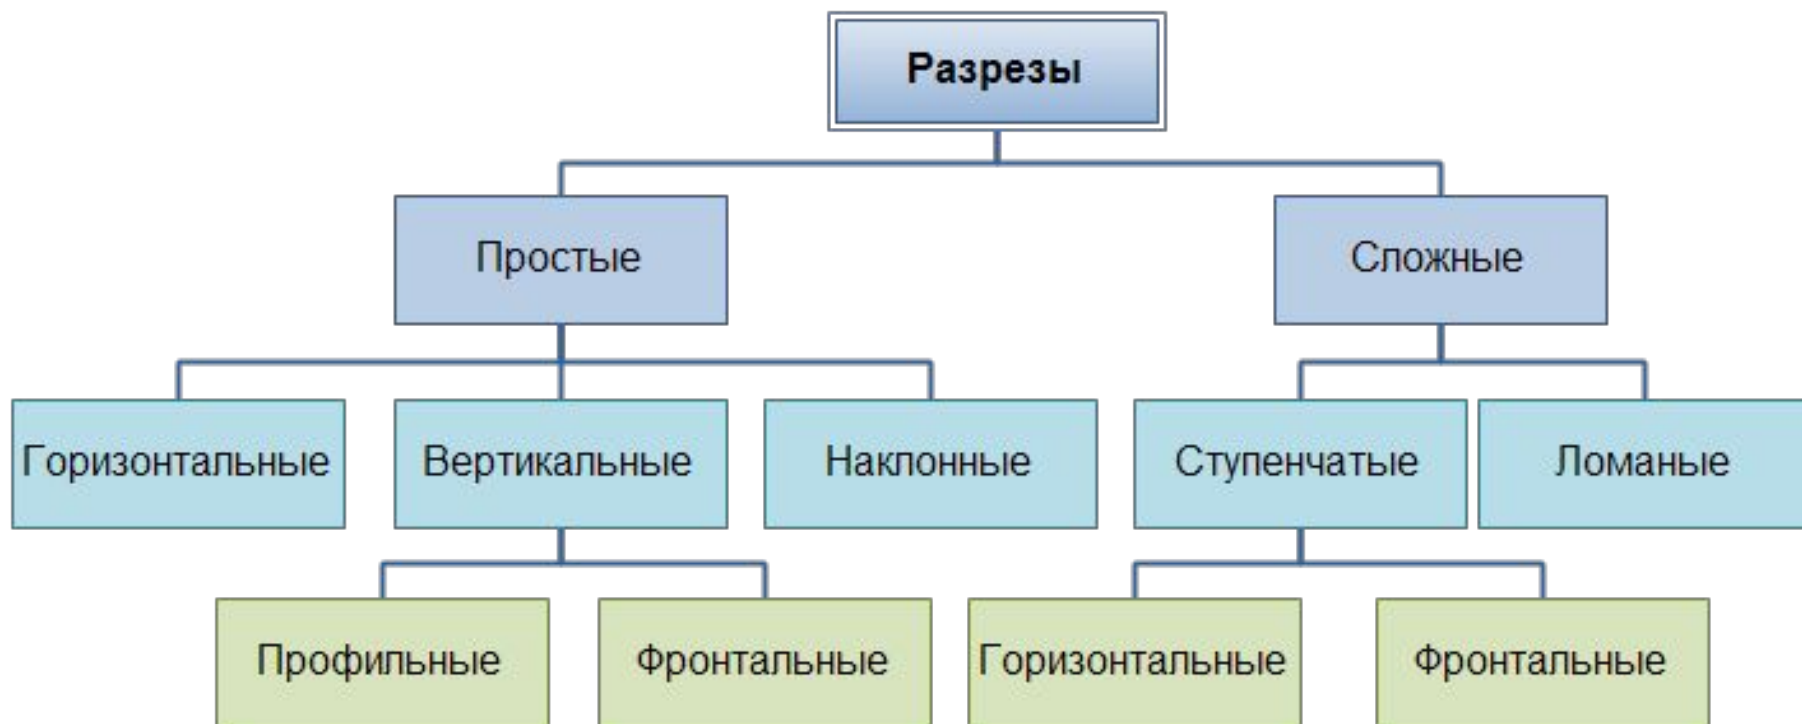 Разрезы
Простые
Сложные
Горизонтальные
Вертикальные
Наклонные
Ступенчатые
Ломаные
Профильные
Фронтальные
Горизонтальные
Фронтальные